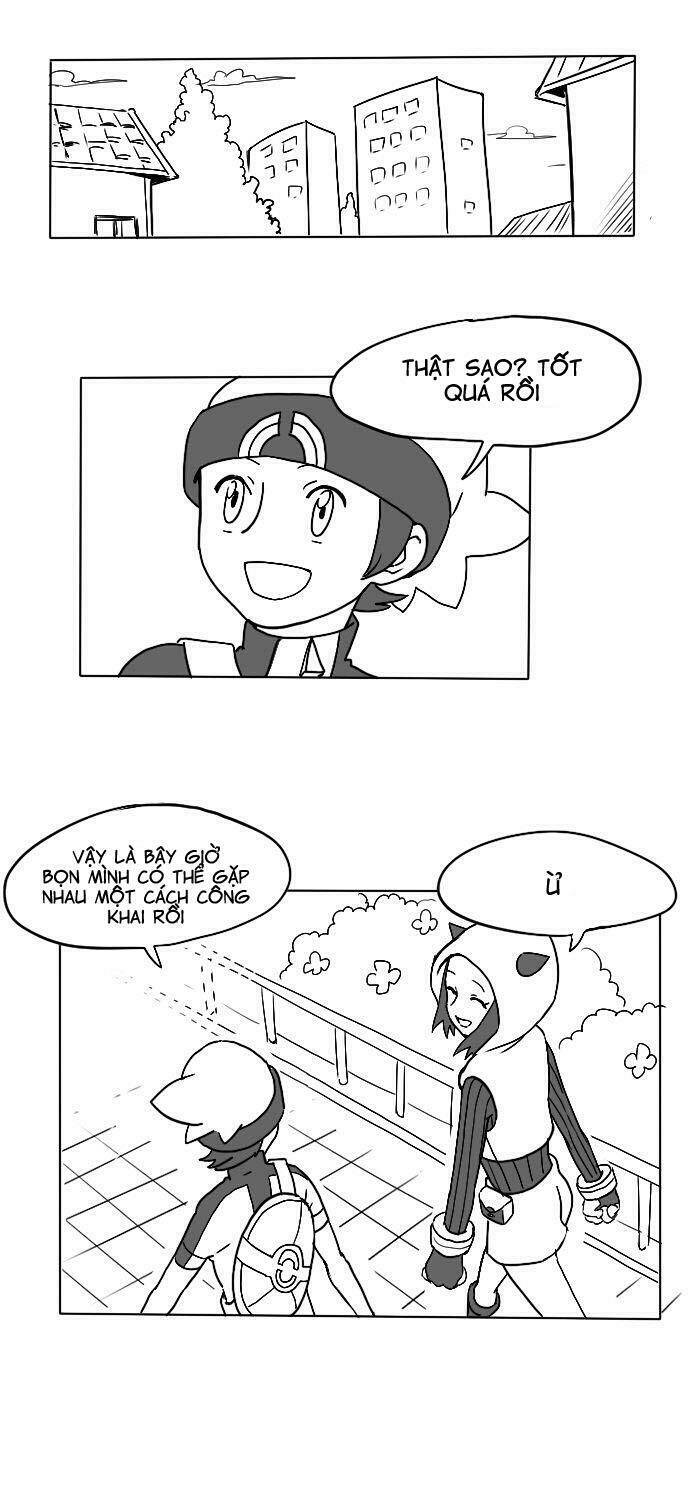 THẬT SAO? TỐT
QUÁ RỒI
VẬY LÀ BÂY GIỜ
BỌN MÌNH CÓ THỂ GẶP
NHAU MỘT CÁCH CÔNG
KHAI RỒI
Ừ